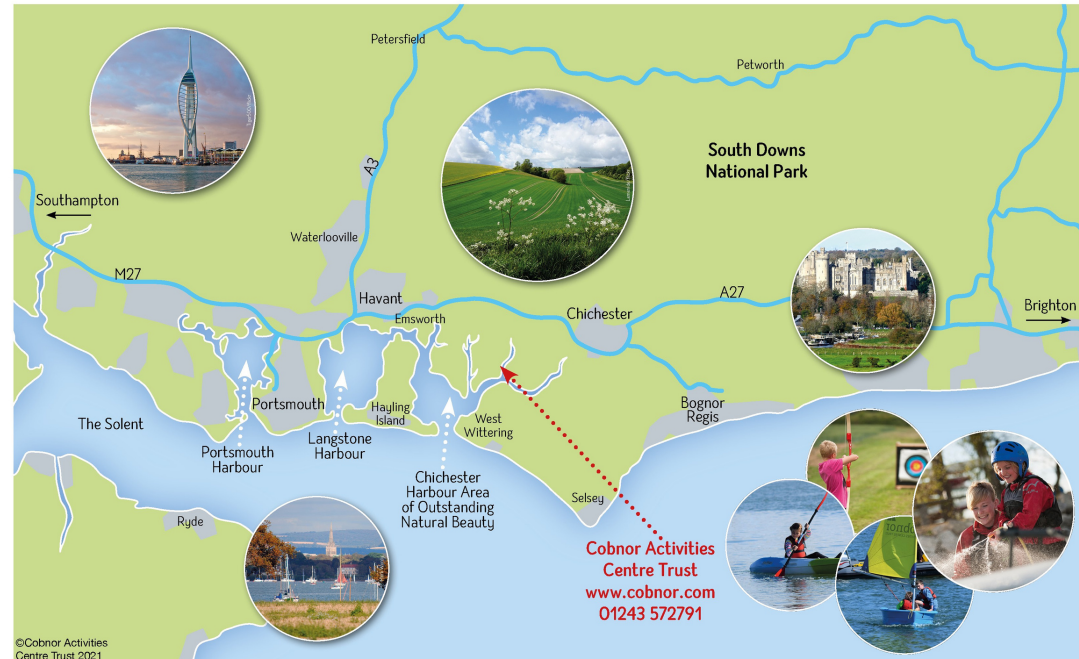 Petersfield
Petworth
South Downs
National Park
A3
Southampton
Waterlooville
M27
Havant
Emsworth
Chichester
A27
Brighton
Portsmouth
Hayling
Island
West
Wittering
Bognor
Regis
The Solent
Portsmouth
Harbour
Langstone
Harbour
Chichester
Harbour Area
of Outstanding
Natural Beauty
Selsey
Ryde
Cobnor Activities
Centre Trust
www.cobnor.com
01243 572791
©Cobnor Activities
Centre Trust 2021